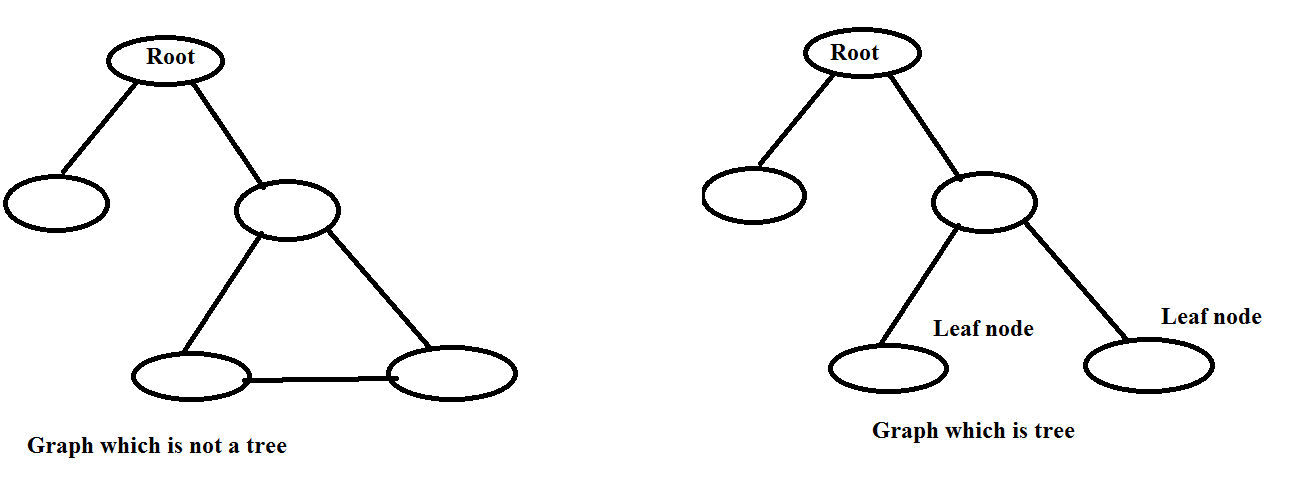 Root
Root
Leaf node
Leaf node
Graph which is not a tree
Graph which is tree